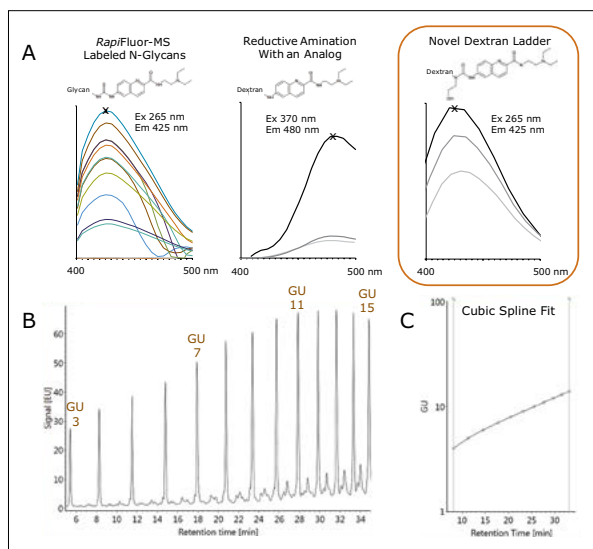 A
RapiFluor-MS
Labeled N-Glycans
Reductive Amination
With an Analog
Novel Dextran Ladder
Glycan
Dextran
Dextran
Ex 265 nm
Em 425 nm
Ex 370 nm
Em 480 nm
Ex 265 nm
Em 425 nm
400 500 nm
400 500 nm
400 500 nm
B
GU
3
GU
7
GU
11
GU
15
Signal [EU]
60
50
40
30
20
10
0
6 8 10 12 14 16 18 20 22 24 26 28 30 32 34
Retention time [min]
C
Cubic Spline Fit
GU
100
10
1
10 15 20 25 30
Retention Time [min]